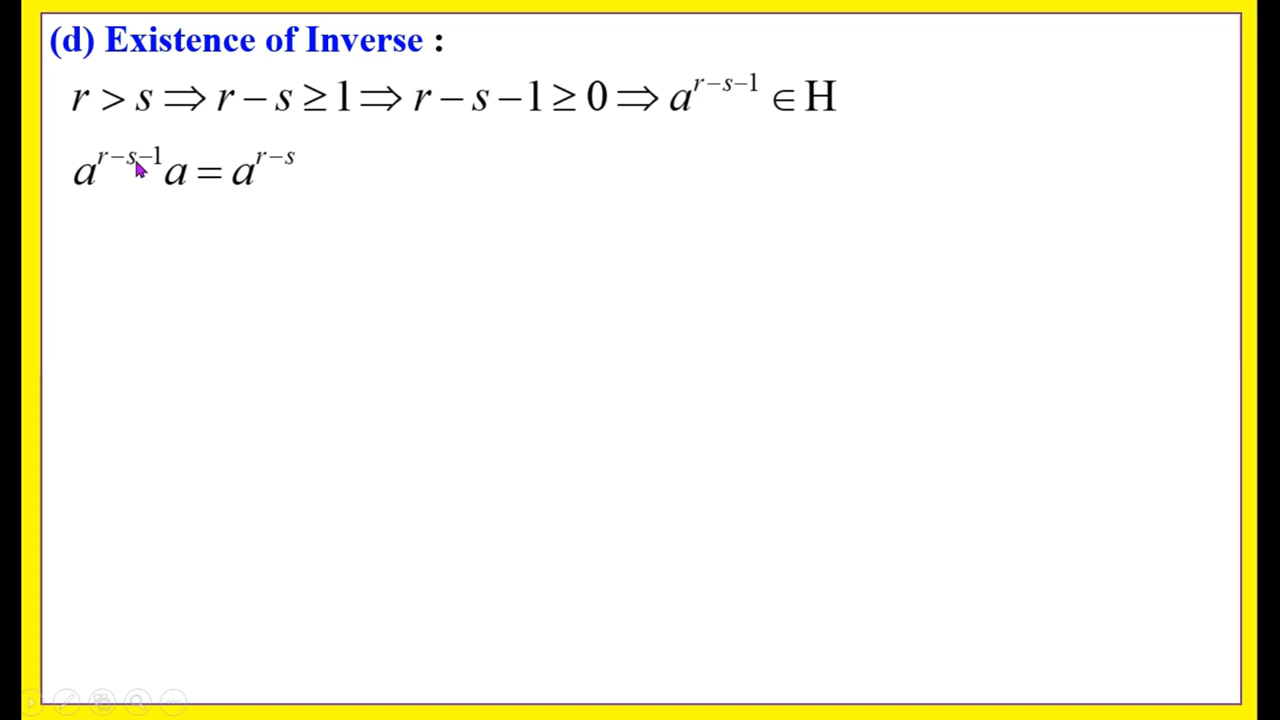 (d) Existence of Inverse :
r > s ⇒ r − s ≥ 1 ⇒ r − s − 1 ≥ 0 ⇒ a^{r−s−1} ∈ H
a^{r−s−1} a = a^{r−s}